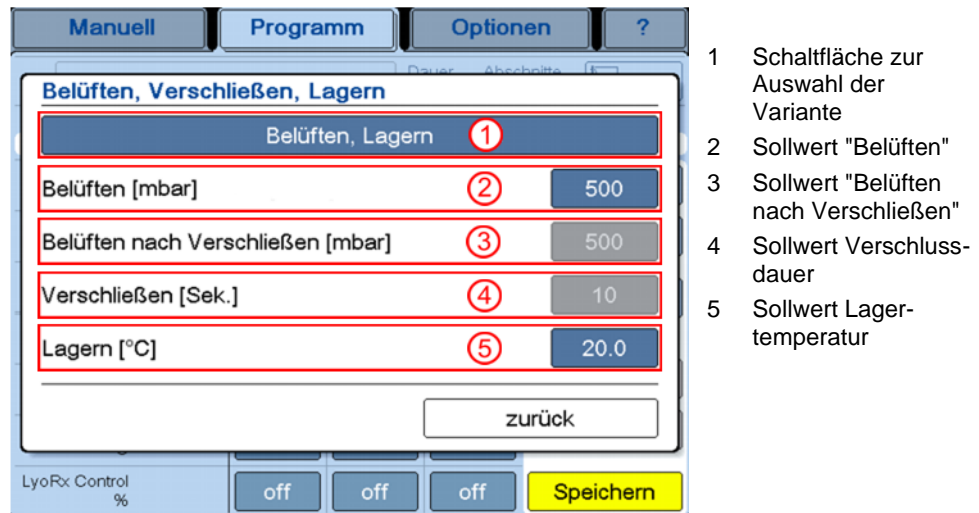 Manuell Programm Optionen ?
Dauer Abschnitte
Belüften, Verschließen, Lagern
Belüften, Lagern 1
Belüften [mbar] 2 500
Belüften nach Verschließen [mbar] 3 500
Verschließen [Sek.] 4 10
Lagern [°C] 5 20.0
zurück
LyoRx Control
% off off off Speichern
1 Schaltfläche zur
Auswahl der
Variante
2 Sollwert "Belüften"
3 Sollwert "Belüften
nach Verschließen"
4 Sollwert Verschluss-
dauer
5 Sollwert Lager-
temperatur